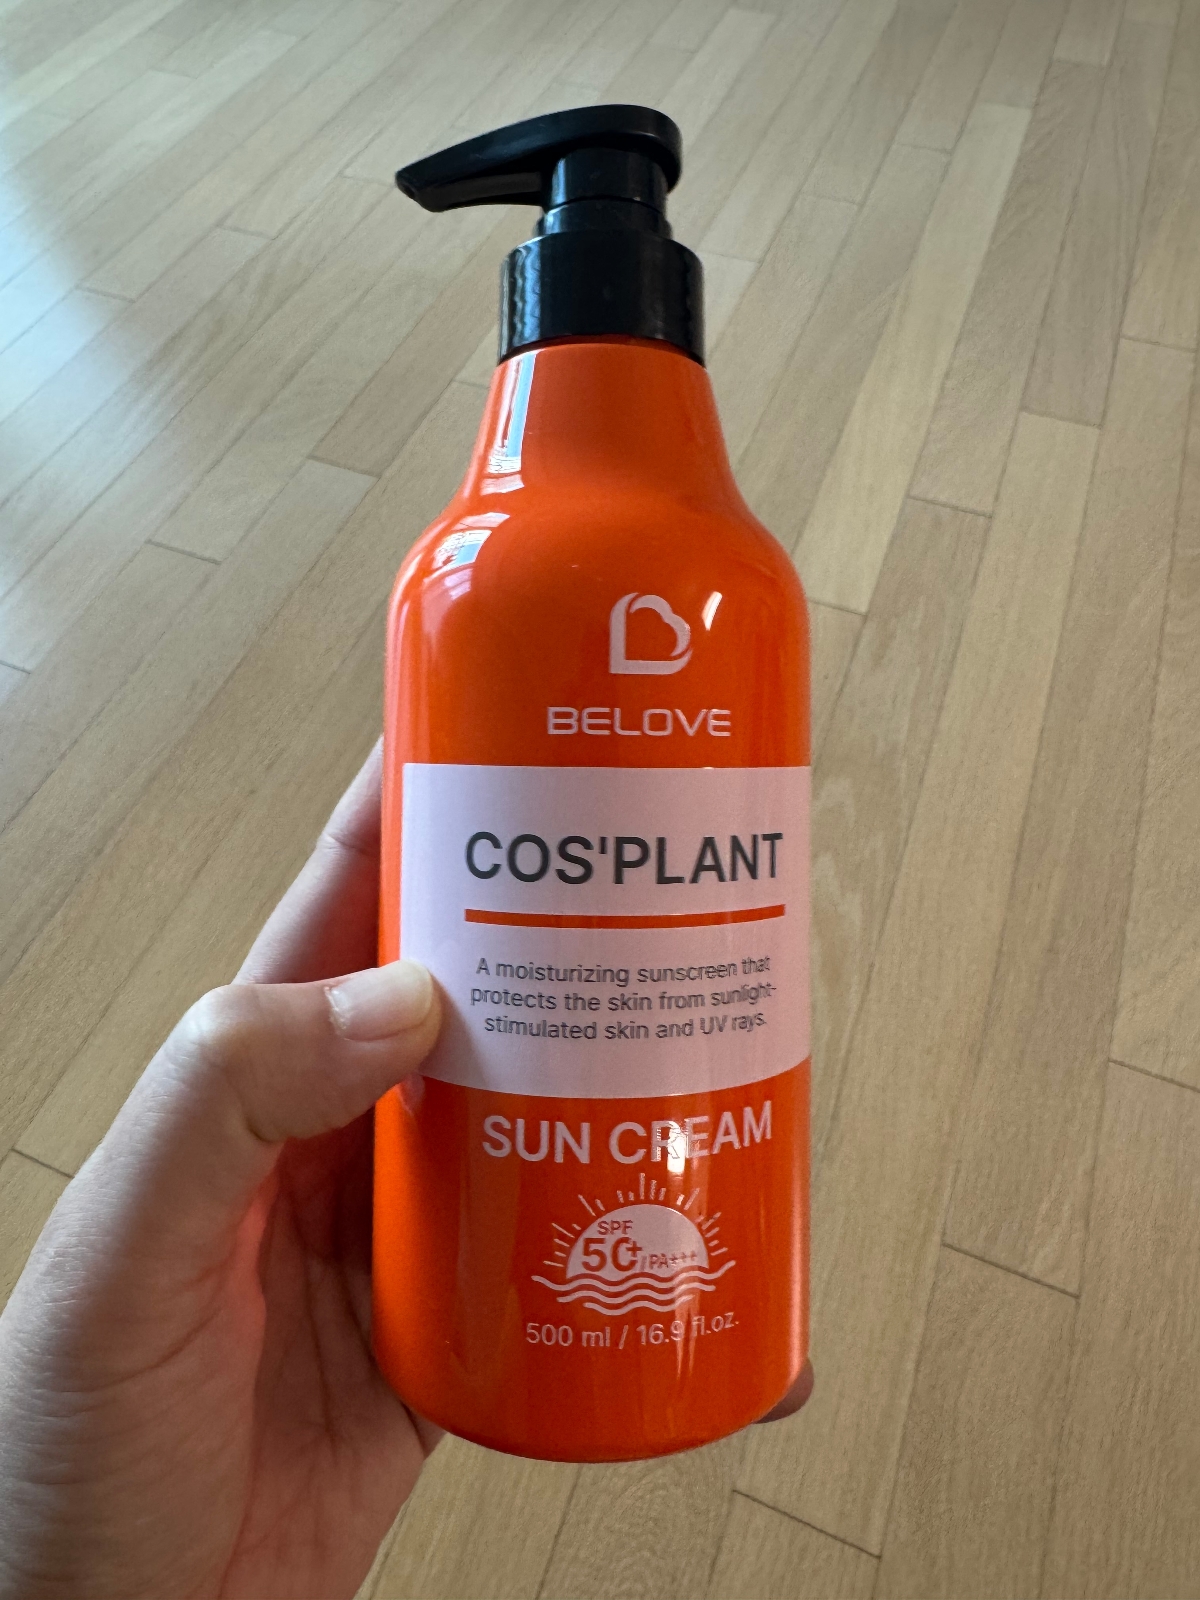 BELOVE
COS'PLANT
A moisturizing sunscreen that
protects the skin from sunlight-
stimulated skin and UV rays.
SUN CREAM
SPF
50+/PA+++
500 ml / 16.9 fl.oz.